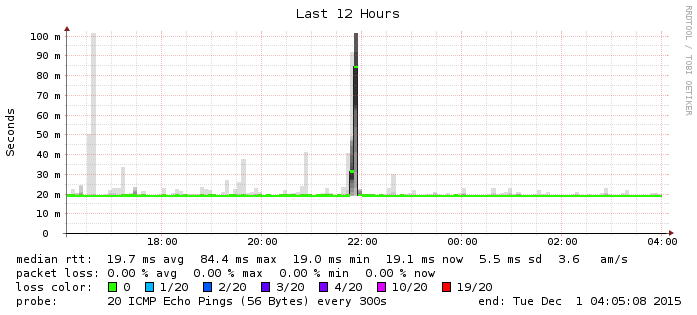 Last 12 Hours
RRDTOOL / TOBI OETIKER
Seconds
100 m
90 m
80 m
70 m
60 m
50 m
40 m
30 m
20 m
10 m
0
18:00 20:00 22:00 00:00 02:00 04:00
median rtt: 19.7 ms avg 84.4 ms max 19.0 ms min 19.1 ms now 5.5 ms sd 3.6 am/s
packet loss: 0.00 % avg 0.00 % max 0.00 % min 0.00 % now
loss color: 0 1/20 2/20 3/20 4/20 10/20 19/20
probe: 20 ICMP Echo Pings (56 Bytes) every 300s end: Tue Dec 1 04:05:08 2015